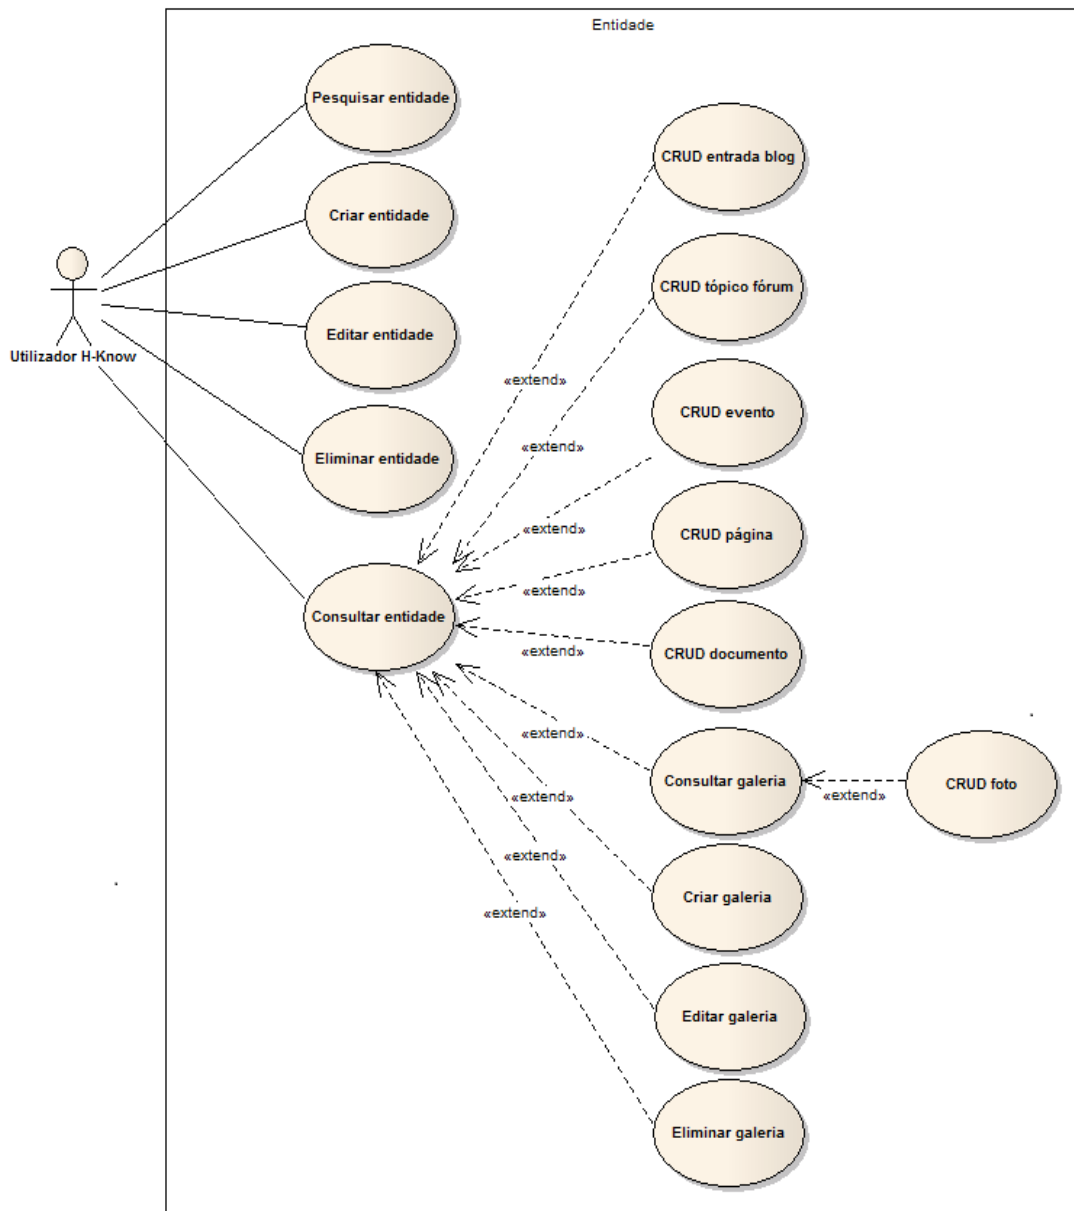 Entidade
Pesquisar entidade
CRUD entrada blog
Criar entidade
CRUD tópico fórum
Utilizador H-Know
Editar entidade
«extend»
CRUD evento
«extend»
Eliminar entidade
«extend»
CRUD página
«extend»
Consultar entidade
«extend»
CRUD documento
«extend»
Consultar galeria
«extend»
CRUD foto
«extend»
«extend»
Criar galeria
«extend»
Editar galeria
Eliminar galeria